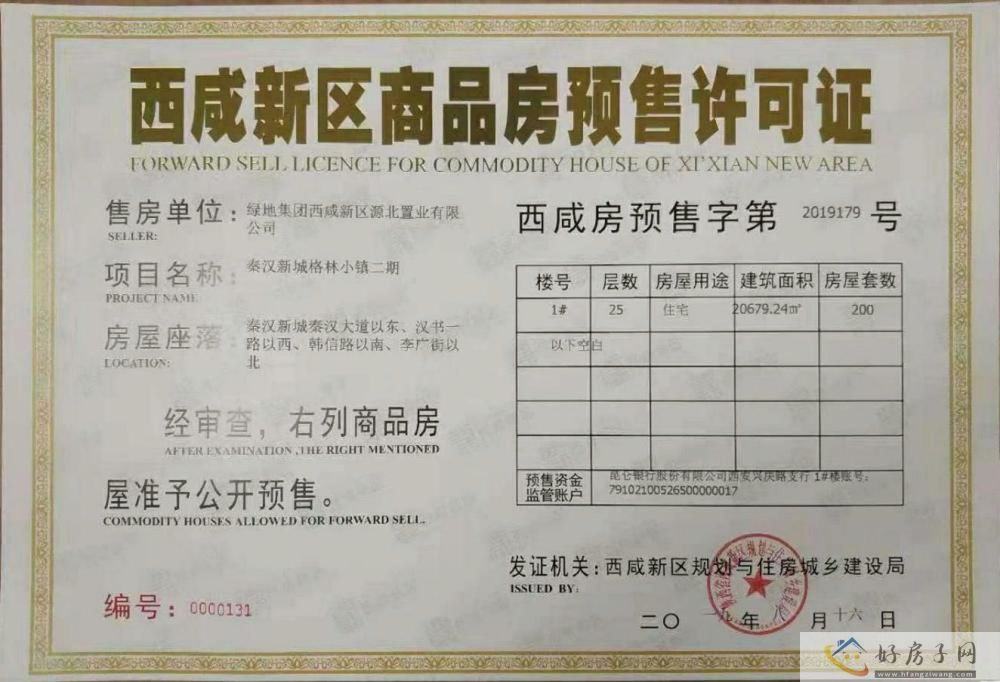 西咸新区商品房预售许可证
FORWARD SELL LICENCE FOR COMMODITY HOUSE OF XI'XIAN NEW AREA
售房单位：绿地集团西咸新区源北置业有限
公司
SELLER:
项目名称：秦汉新城格林小镇二期
PROJECT NAME
房屋座落：秦汉新城秦汉大道以东、汉书一
路以西、韩信路以南、李广街以
北
LOCATION:
经审查，右列商品房
AFTER EXAMINATION ,THE RIGHT MENTIONED
屋准予公开预售。
COMMODITY HOUSES ALLOWED FOR FORWARD SELL.
编号：0000131
西咸房预售字第 2019179 号
楼号 层数 房屋用途 建筑面积 房屋套数
1# 25 住宅 20679.24㎡ 200
以下空白
预售资金
监管账户
昆仑银行股份有限公司西安兴庆路支行 1#楼账号：
79102100526500000017
发证机关：西咸新区规划与住房城乡建设局
ISSUED BY:
二〇一九年八月十六日
好房子网
www.hfangziwang.com